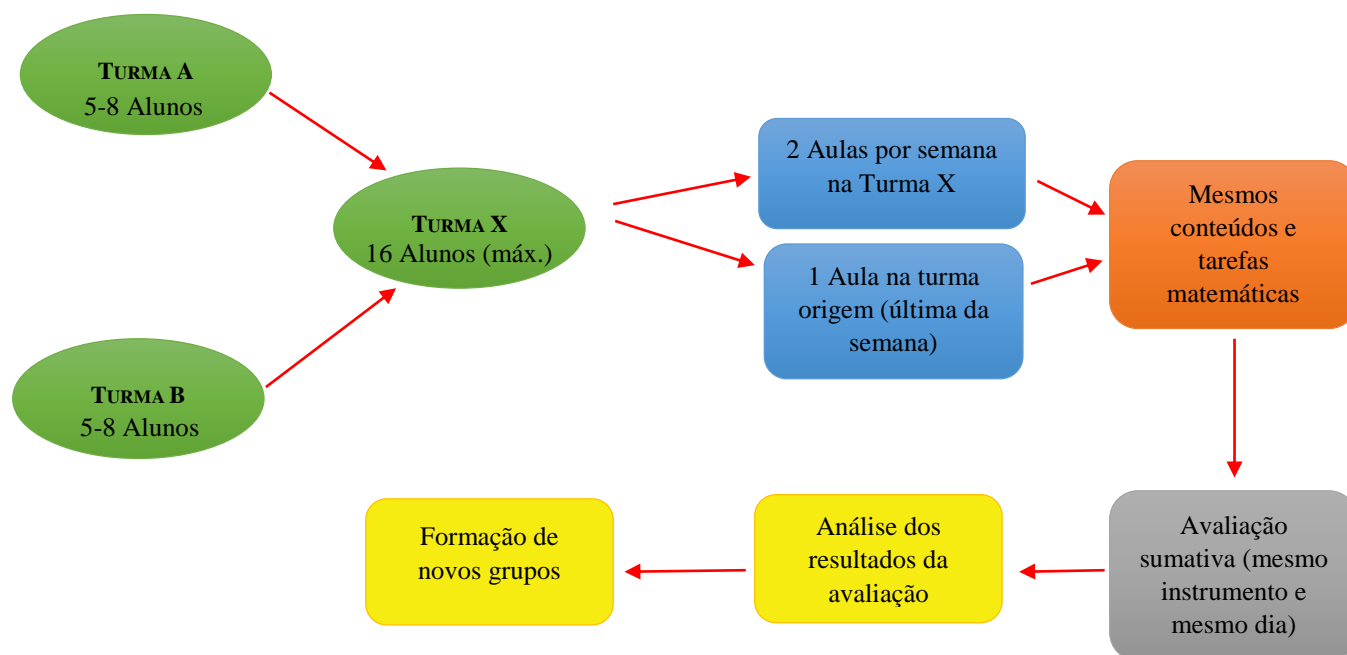 TURMA A
5-8 Alunos
TURMA X
16 Alunos (máx.)
TURMA B
5-8 Alunos
2 Aulas por semana
na Turma X
1 Aula na turma
origem (última da
semana)
Mesmos
conteúdos e
tarefas
matemáticas
Avaliação
sumativa (mesmo
instrumento e
mesmo dia)
Análise dos
resultados da
avaliação
Formação de
novos grupos